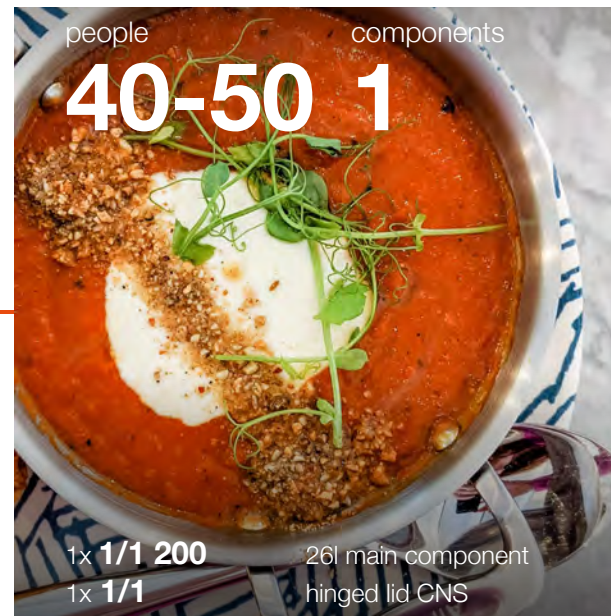 people components
40-50 1
1x 1/1 200 26l main component
1x 1/1 hinged lid CNS